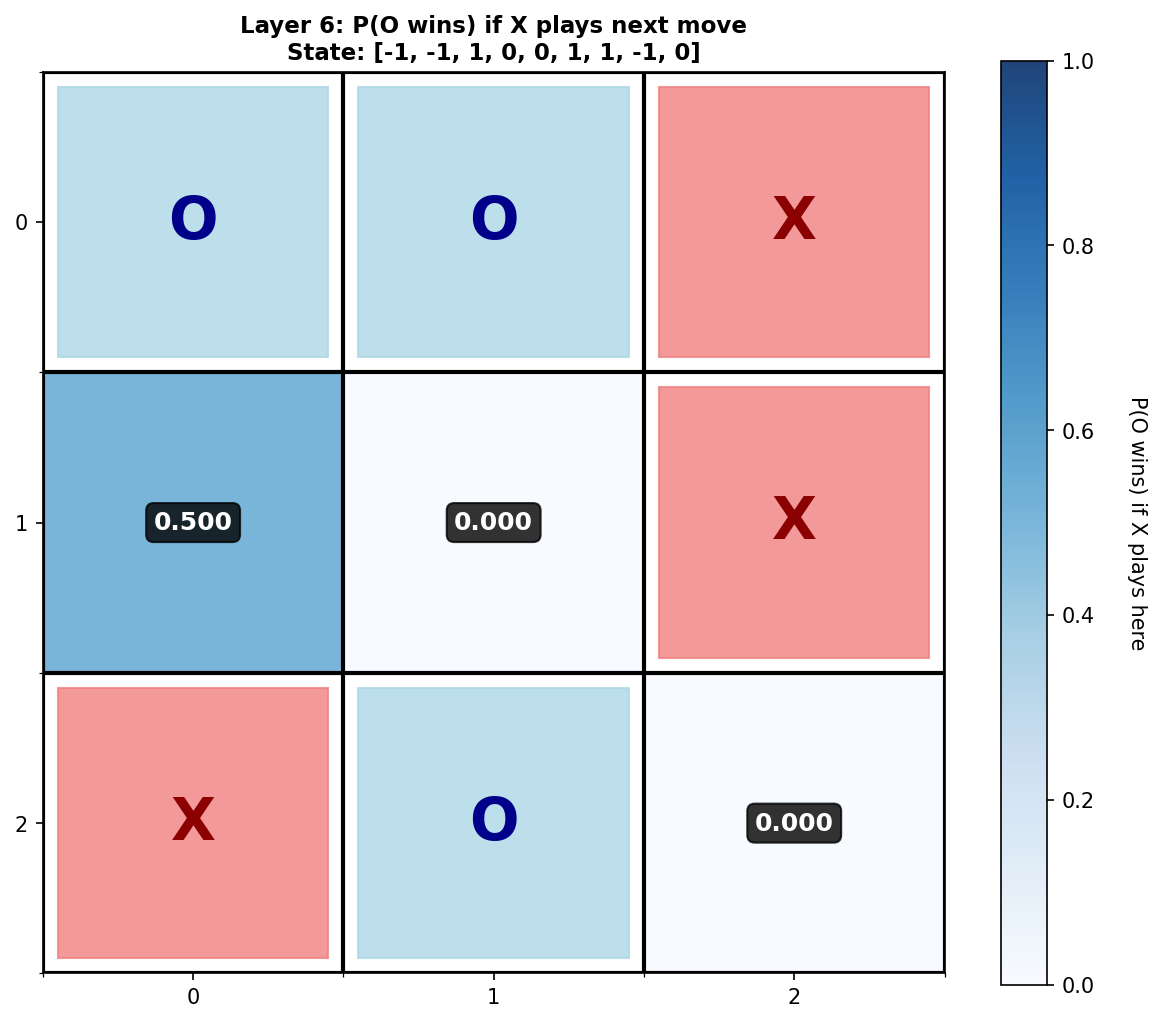 Layer 6: P(O wins) if X plays next move
State: [-1, -1, 1, 0, 0, 1, 1, -1, 0]
O O X
0.500 0.000 X
X O 0.000
0
1
2
0 1 2
1.0
0.8
0.6
0.4
0.2
0.0
P(O wins) if X plays here